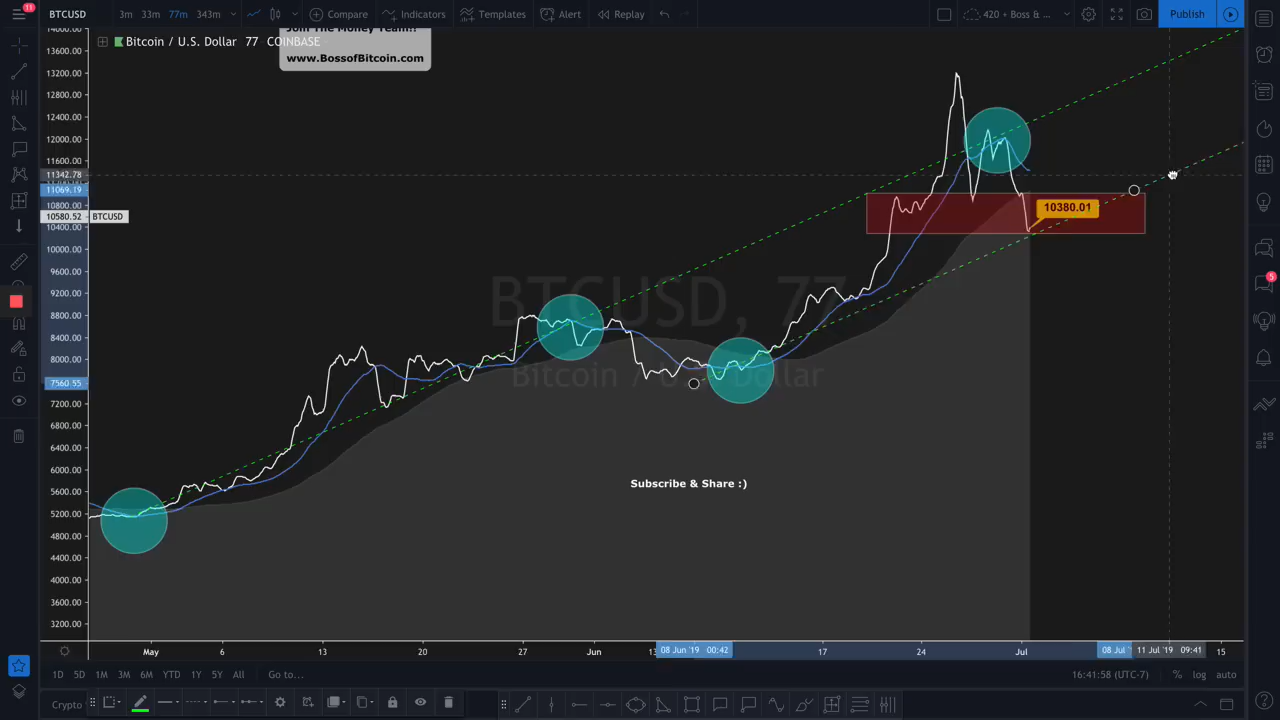 11
BTCUSD
3m 33m 77m 343m
Compare
Indicators
Templates
Alert
Replay
420 + Boss & ...
Publish
Bitcoin / U.S. Dollar 77 COINBASE
Join The Money Team!!
www.BossofBitcoin.com
14000.00
13600.00
13200.00
12800.00
12400.00
12000.00
11600.00
11342.78
11069.19
10800.00
10580.52 BTCUSD
10400.00
10000.00
9600.00
9200.00
8800.00
8400.00
8000.00
7560.55
7200.00
6800.00
6400.00
6000.00
5600.00
5200.00
4800.00
4400.00
4000.00
3600.00
3200.00
10380.01
BTCUSD, 77
Bitcoin / U.S. Dollar
Subscribe & Share :)
5
May 6 13 20 27 Jun 08 Jun '19 00:42 17 24 Jul 08 Jul ' 11 Jul '19 09:41 15
1D 5D 1M 3M 6M YTD 1Y 5Y All Go to...
16:41:58 (UTC-7) % log auto
Crypto